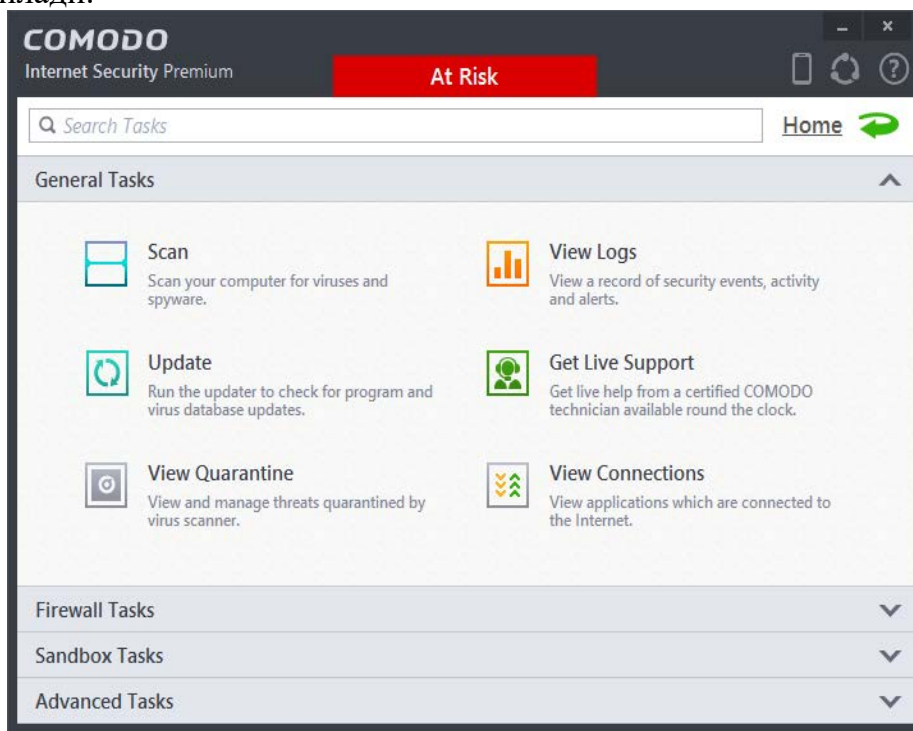 COMODO
Internet Security Premium
At Risk
Search Tasks
Home
General Tasks
Scan
Scan your computer for viruses and
spyware.
View Logs
View a record of security events, activity
and alerts.
Update
Run the updater to check for program and
virus database updates.
Get Live Support
Get live help from a certified COMODO
technician available round the clock.
View Quarantine
View and manage threats quarantined by
virus scanner.
View Connections
View applications which are connected to
the Internet.
Firewall Tasks
Sandbox Tasks
Advanced Tasks